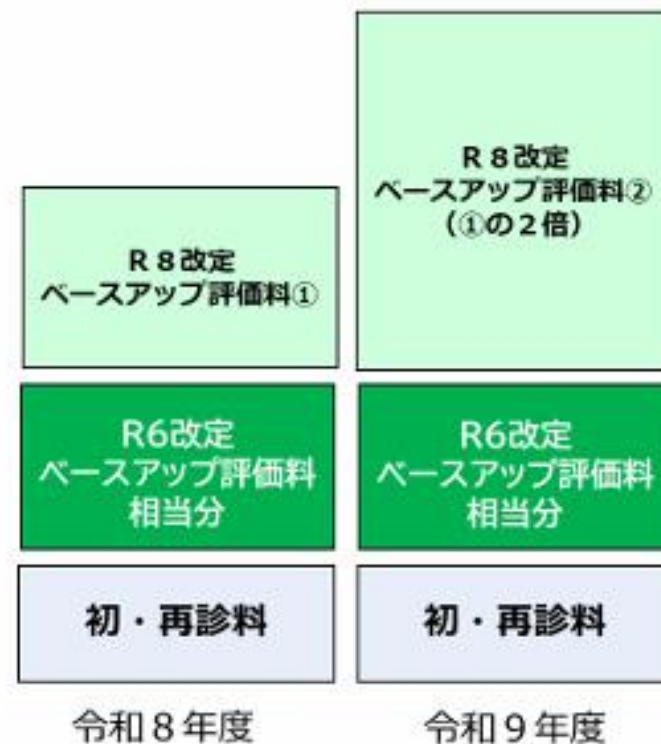 R８改定
ベースアップ評価料①
R6改定
ベースアップ評価料
相当分
初・再診料
令和８年度
R８改定
ベースアップ評価料②
（①の２倍）
R6改定
ベースアップ評価料
相当分
初・再診料
令和９年度